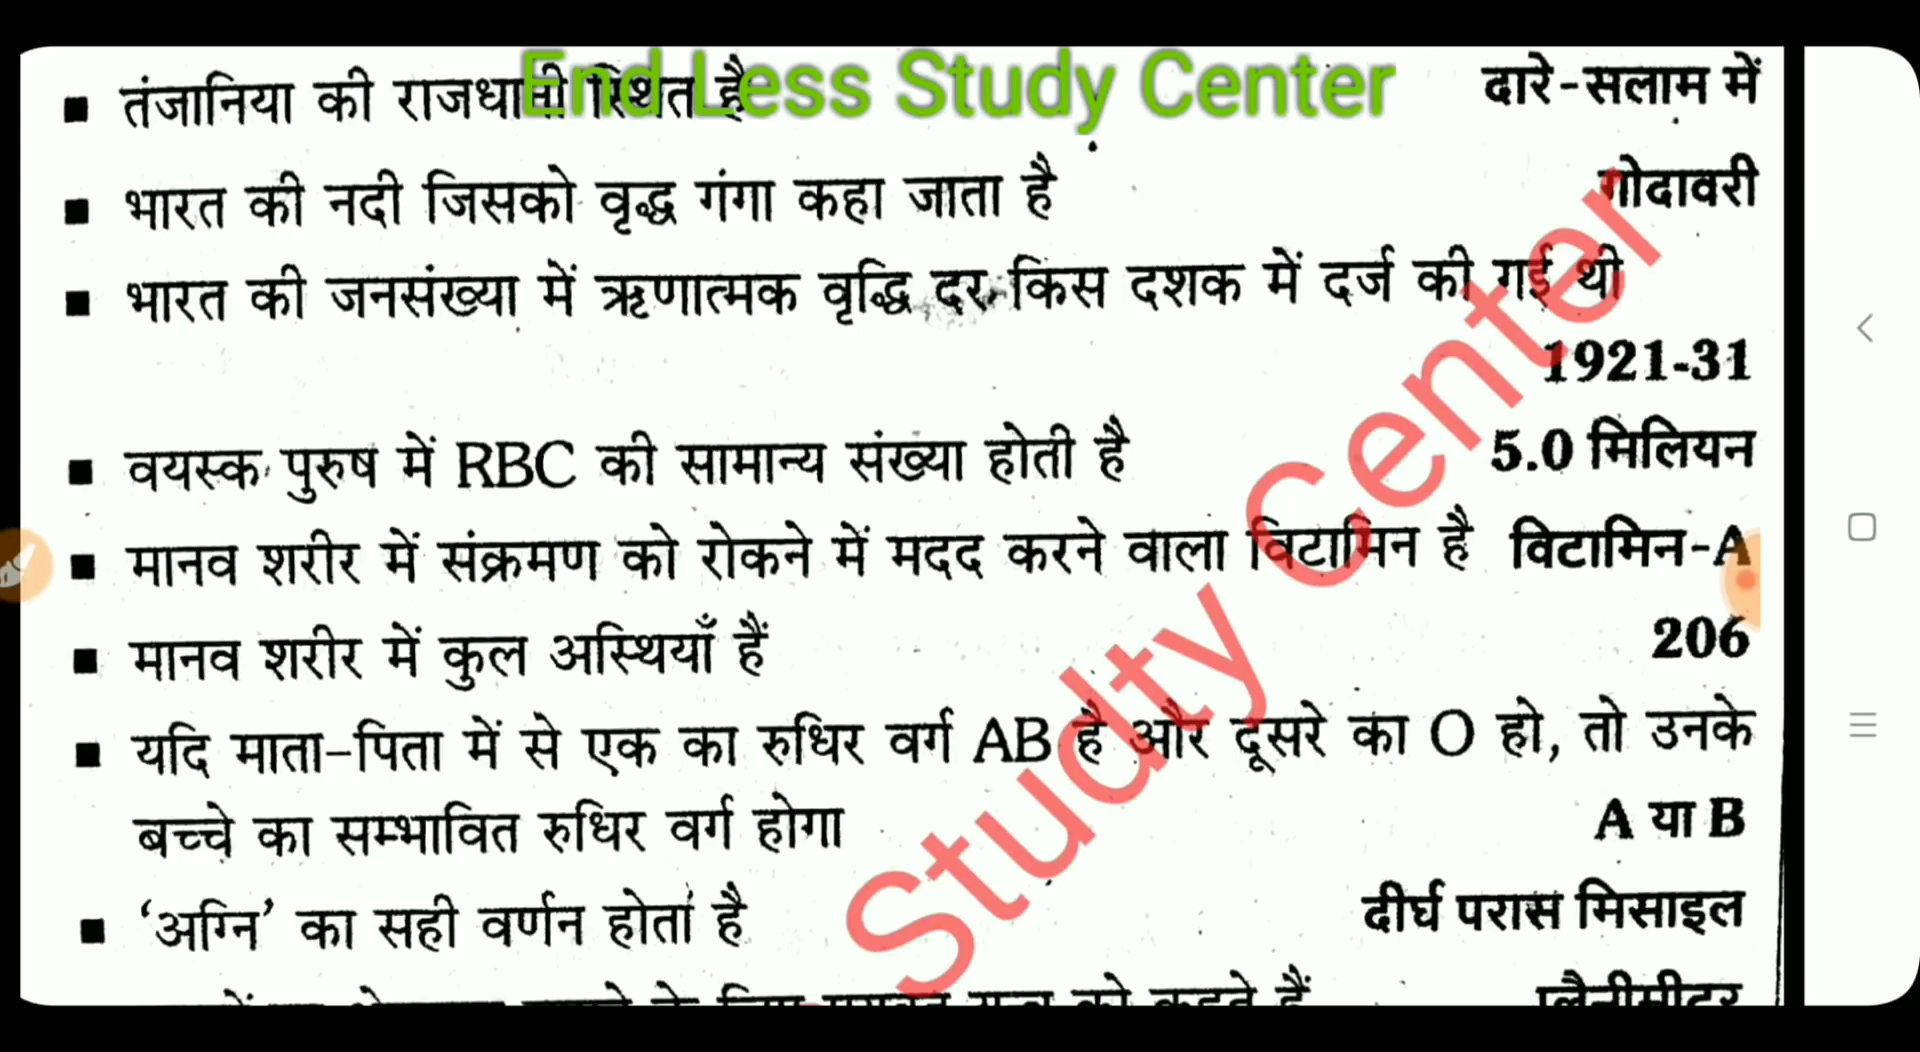 End Less Study Center
■ तंजानिया की राजधानी स्थित है दारे-सलाम में
■ भारत की नदी जिसको वृद्ध गंगा कहा जाता है गोदावरी
■ भारत की जनसंख्या में ऋणात्मक वृद्धि दर किस दशक में दर्ज की गई थी
1921-31
■ वयस्क पुरुष में RBC की सामान्य संख्या होती है 5.0 मिलियन
■ मानव शरीर में संक्रमण को रोकने में मदद करने वाला विटामिन है विटामिन-A
■ मानव शरीर में कुल अस्थियाँ हैं 206
■ यदि माता-पिता में से एक का रुधिर वर्ग AB है और दूसरे का O हो, तो उनके
बच्चे का सम्भावित रुधिर वर्ग होगा A या B
■ ‘अग्नि’ का सही वर्णन होता है दीर्घ परास मिसाइल
के लिए को कहते हैं प्लैनीमीटर
Studty Center